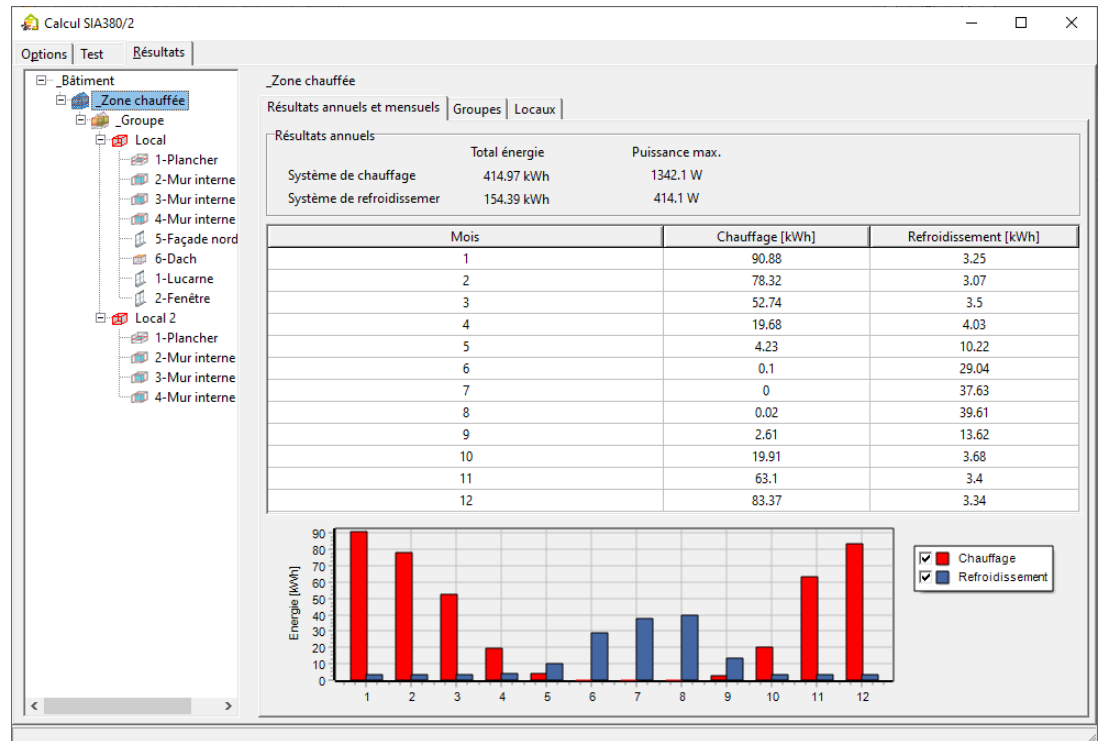 Calcul SIA380/2
Options Test Résultats
_Bâtiment
_Zone chauffée
_Groupe
Local
1-Plancher
2-Mur interne
3-Mur interne
4-Mur interne
5-Façade nord
6-Dach
1-Lucarne
2-Fenêtre
Local 2
1-Plancher
2-Mur interne
3-Mur interne
4-Mur interne
_Zone chauffée
Résultats annuels et mensuels Groupes Locaux
Résultats annuels
Total énergie Puissance max.
Système de chauffage 414.97 kWh 1342.1 W
Système de refroidissemer 154.39 kWh 414.1 W
Mois Chauffage [kWh] Refroidissement [kWh]
1 90.88 3.25
2 78.32 3.07
3 52.74 3.5
4 19.68 4.03
5 4.23 10.22
6 0.1 29.04
7 0 37.63
8 0.02 39.61
9 2.61 13.62
10 19.91 3.68
11 63.1 3.4
12 83.37 3.34
Energie [kWh]
90
80
70
60
50
40
30
20
10
0
1 2 3 4 5 6 7 8 9 10 11 12
Chauffage
Refroidissement